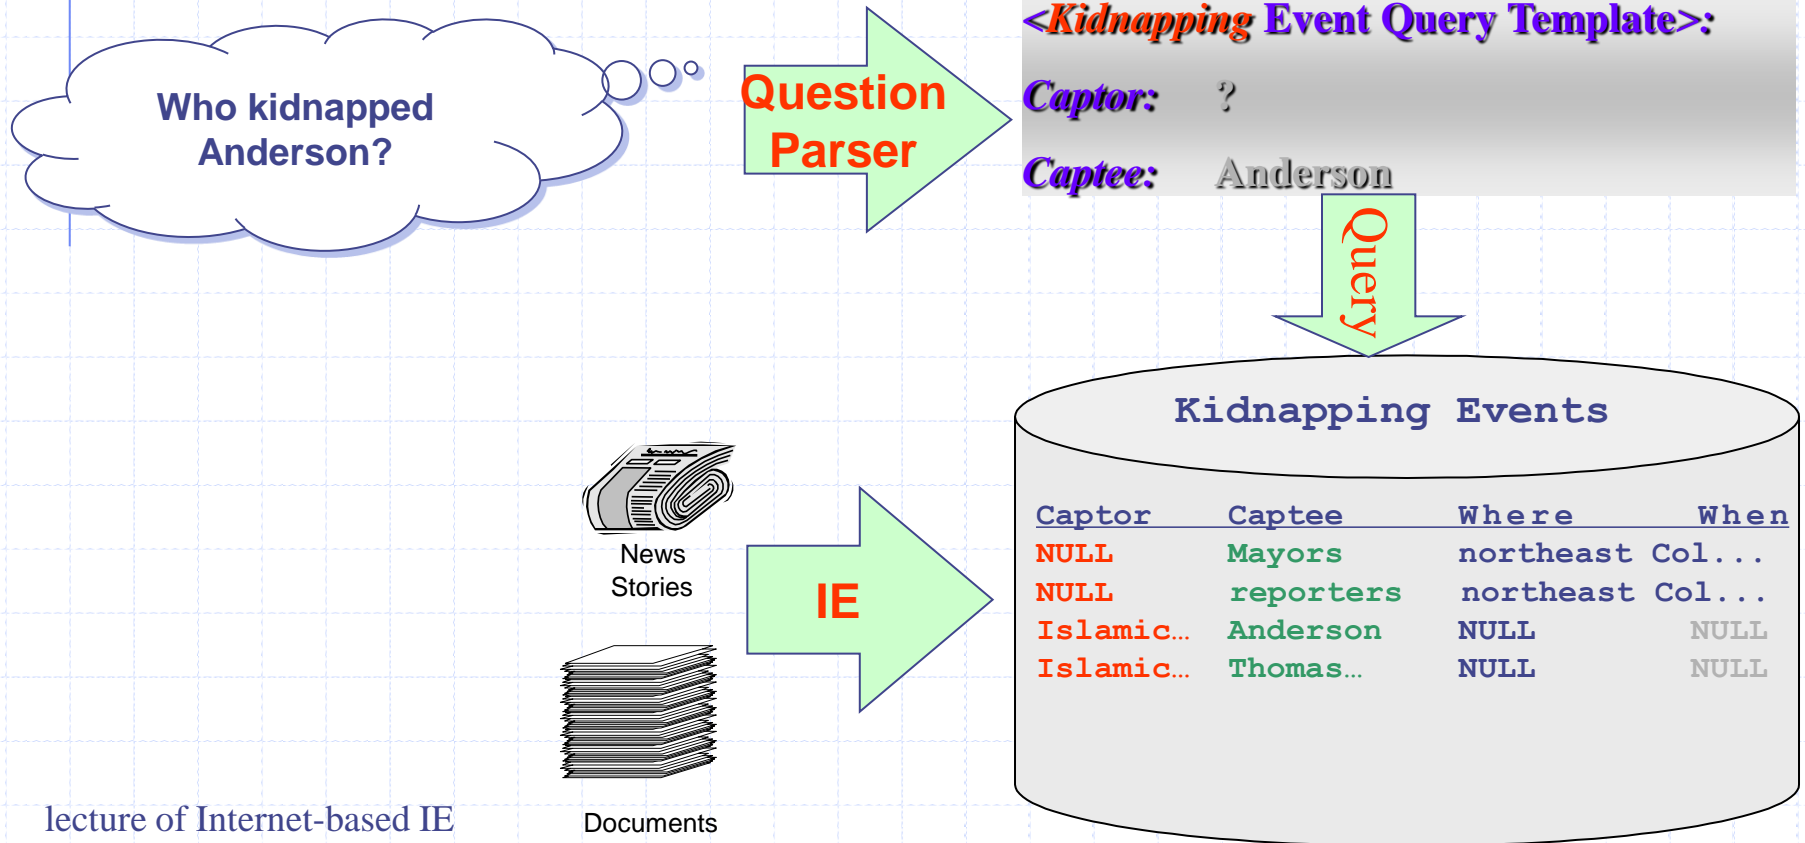 Who kidnapped
Anderson?
Question
Parser
<Kidnapping Event Query Template>:
Captor: ?
Captee: Anderson
Query
Kidnapping Events
Captor Captee Where When
NULL Mayors northeast Col...
NULL reporters northeast Col...
Islamic… Anderson NULL NULL
Islamic… Thomas… NULL NULL
News
Stories
IE
Documents
lecture of Internet-based IE